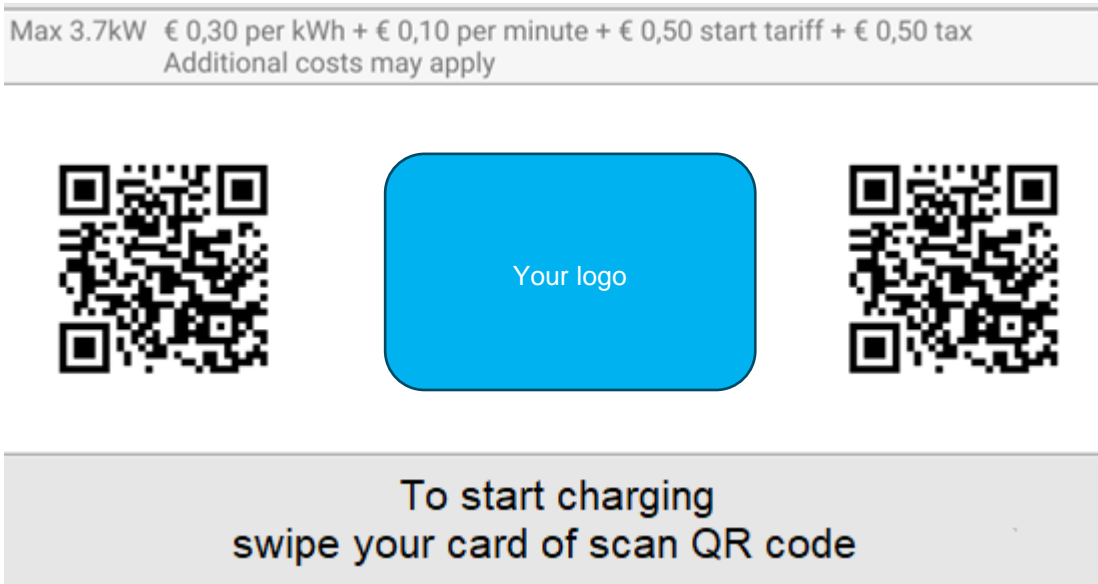 Max 3.7kW € 0,30 per kWh + € 0,10 per minute + € 0,50 start tariff + € 0,50 tax
Additional costs may apply
Your logo
To start charging
swipe your card of scan QR code